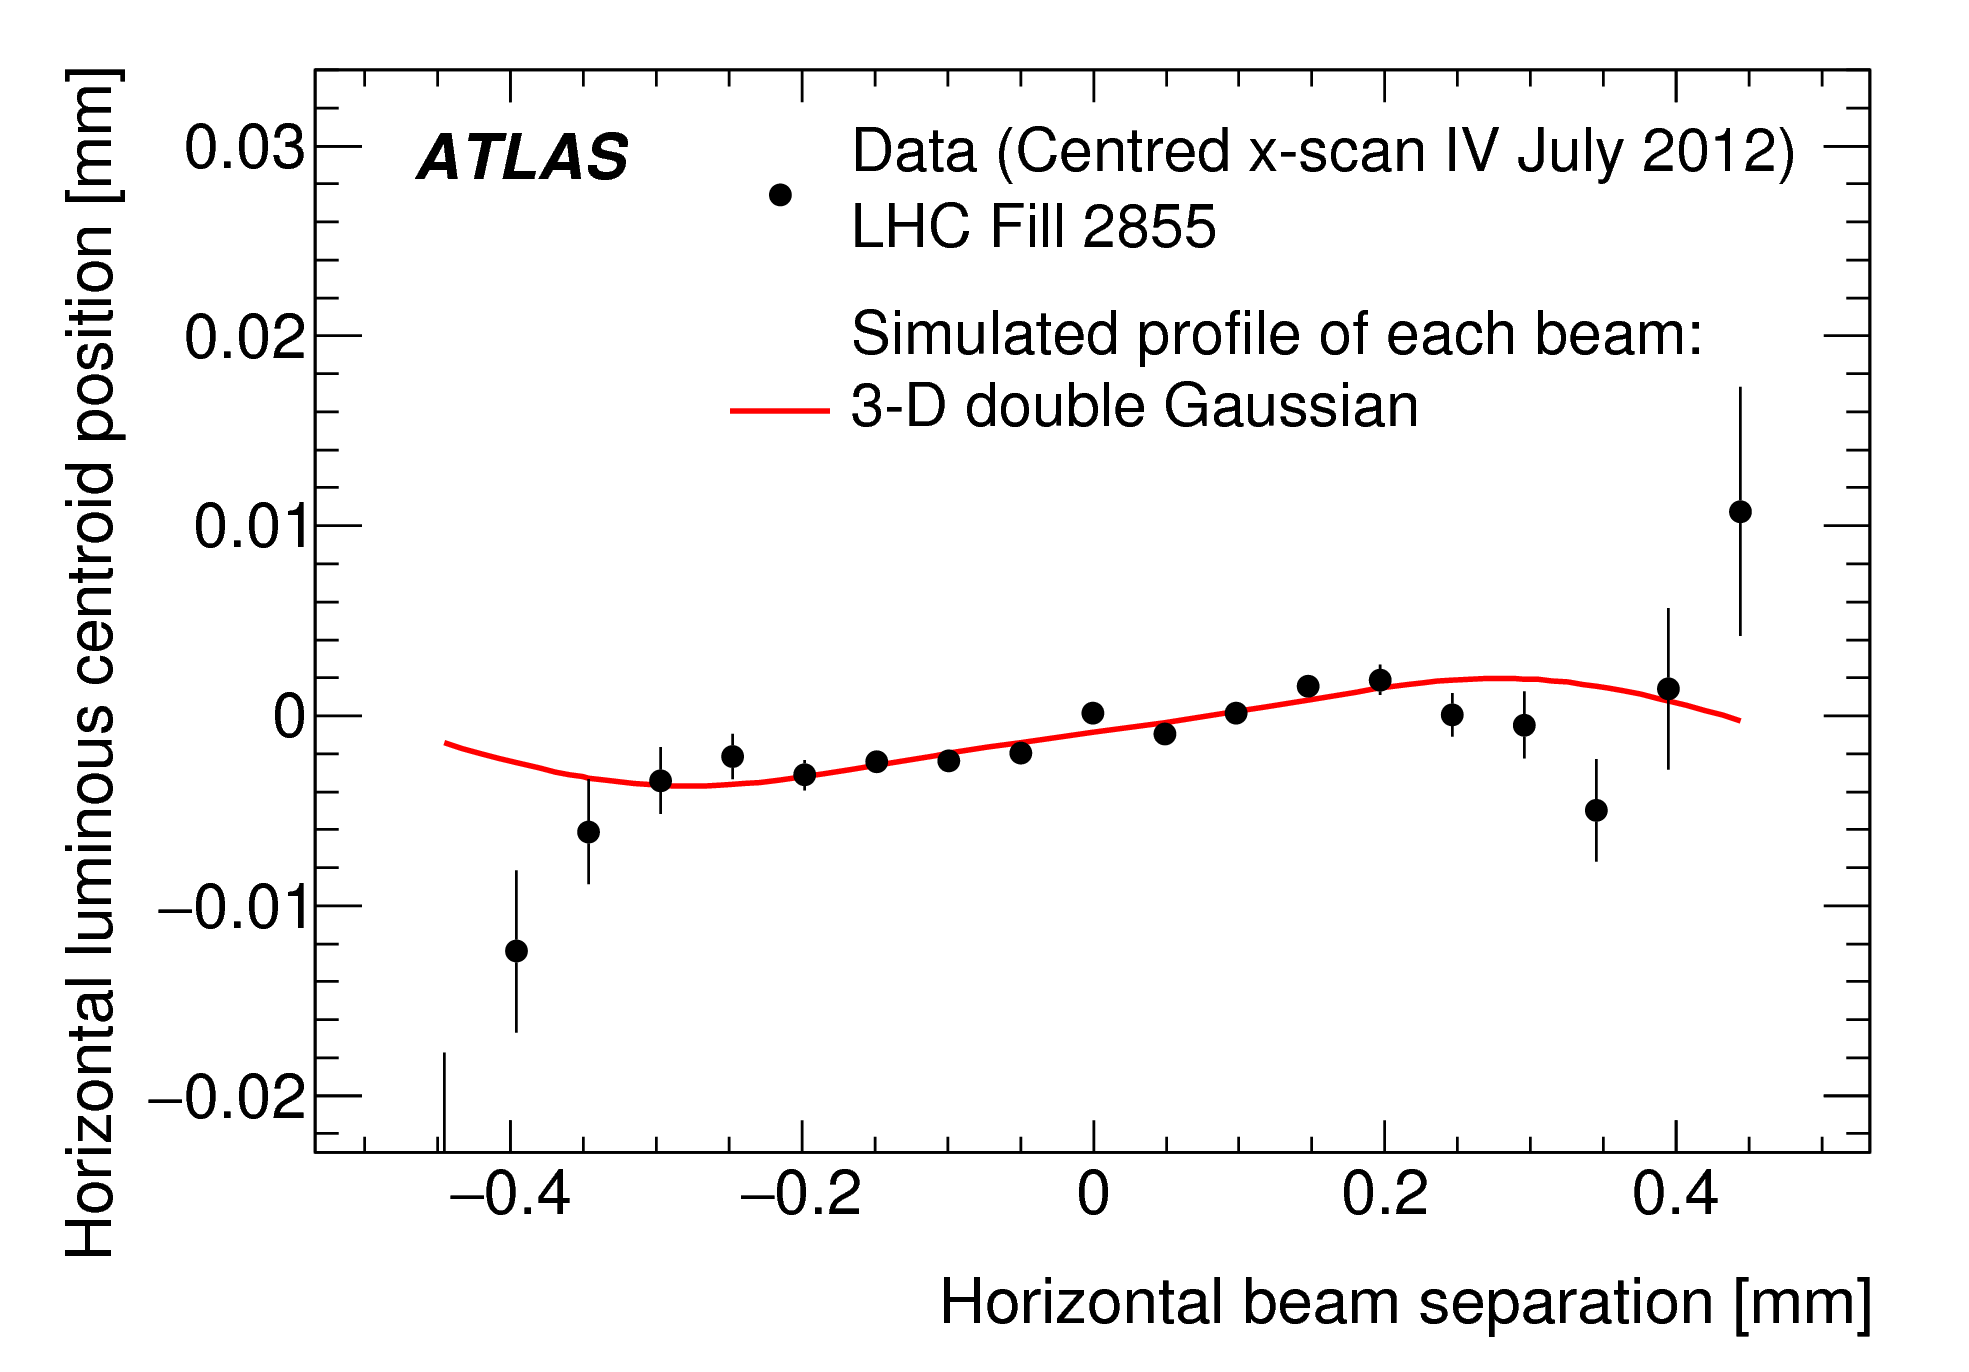 ATLAS
Data (Centred x-scan IV July 2012)
LHC Fill 2855
Simulated profile of each beam:
3-D double Gaussian
Horizontal luminous centroid position [mm]
0.03
0.02
0.01
0
−0.01
−0.02
−0.4 −0.2 0 0.2 0.4
Horizontal beam separation [mm]